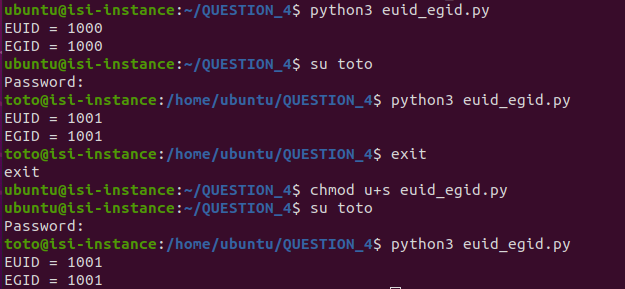 ubuntu@isi-instance:~/QUESTION_4$ python3 euid_egid.py
EUID = 1000
EGID = 1000
ubuntu@isi-instance:~/QUESTION_4$ su toto
Password:
toto@isi-instance:/home/ubuntu/QUESTION_4$ python3 euid_egid.py
EUID = 1001
EGID = 1001
toto@isi-instance:/home/ubuntu/QUESTION_4$ exit
exit
ubuntu@isi-instance:~/QUESTION_4$ chmod u+s euid_egid.py
ubuntu@isi-instance:~/QUESTION_4$ su toto
Password:
toto@isi-instance:/home/ubuntu/QUESTION_4$ python3 euid_egid.py
EUID = 1001
EGID = 1001